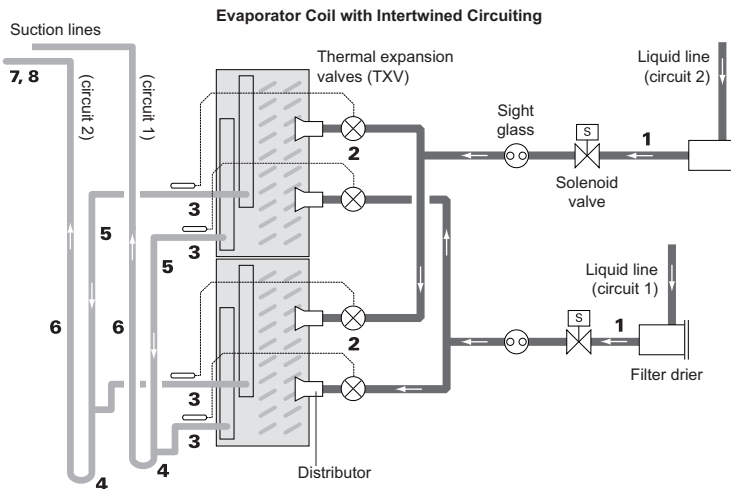 Evaporator Coil with Intertwined Circuiting
Suction lines
7, 8
(circuit 2)
(circuit 1)
Thermal expansion
valves (TXV)
Liquid line
(circuit 2)
Sight
glass
S
1
2
Solenoid
valve
3
5
3
5
Liquid line
(circuit 1)
6
6
2
S
1
Filter drier
3
3
4
4
Distributor